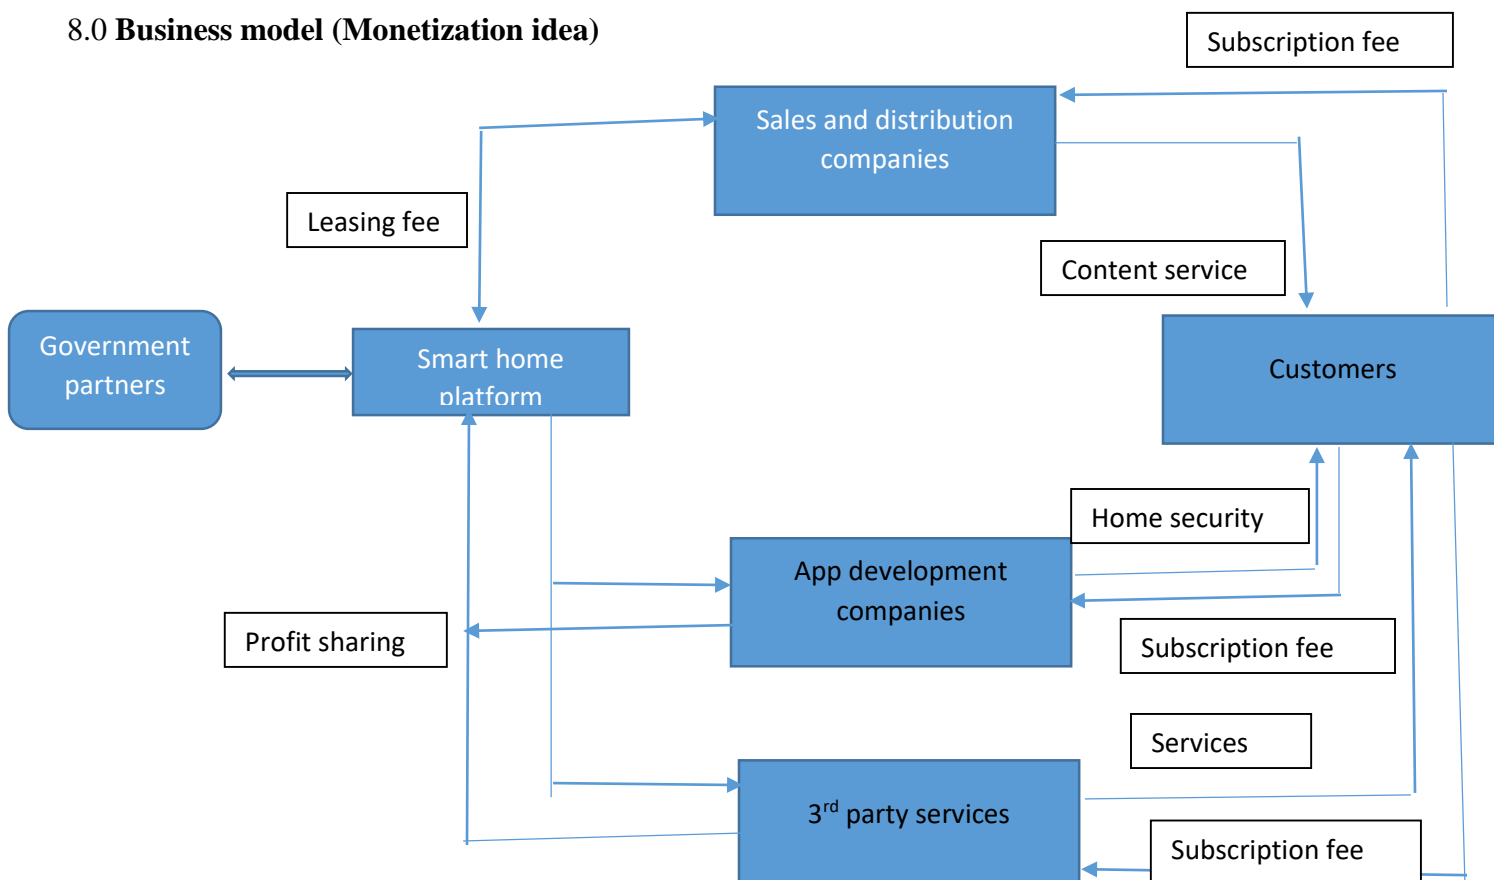 8.0 Business model (Monetization idea)
Subscription fee
Sales and distribution
companies
Leasing fee
Content service
Government
partners
Smart home
platform
Customers
Home security
App development
companies
Profit sharing
Subscription fee
Services
3rd party services
Subscription fee